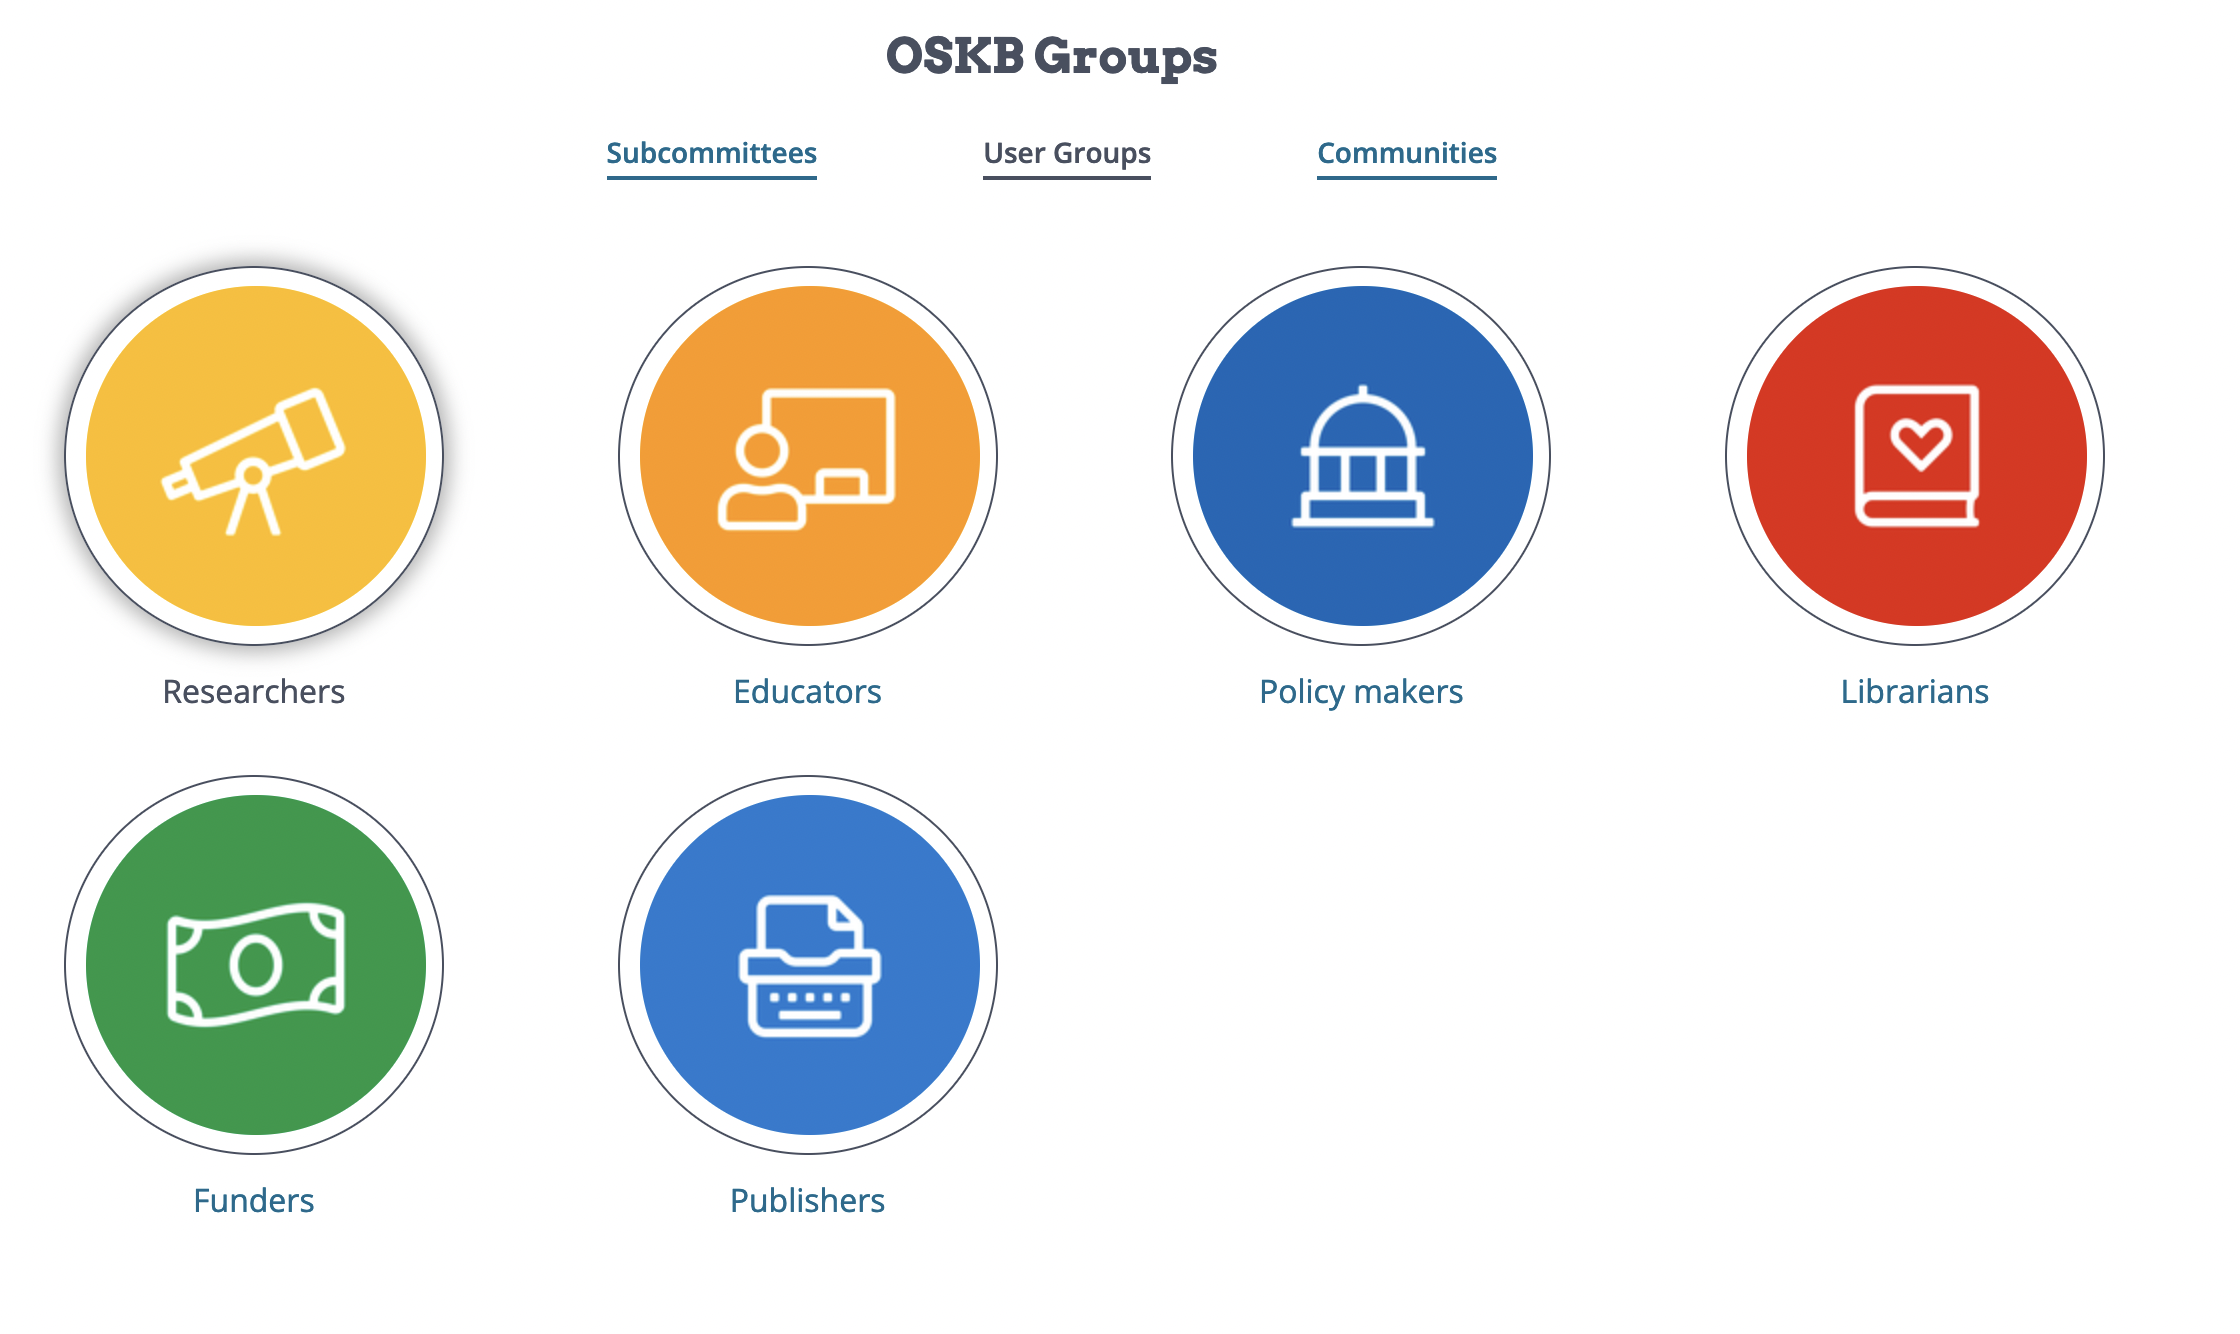 OSKB Groups
Subcommittees User Groups Communities
Researchers Educators Policy makers Librarians
Funders Publishers